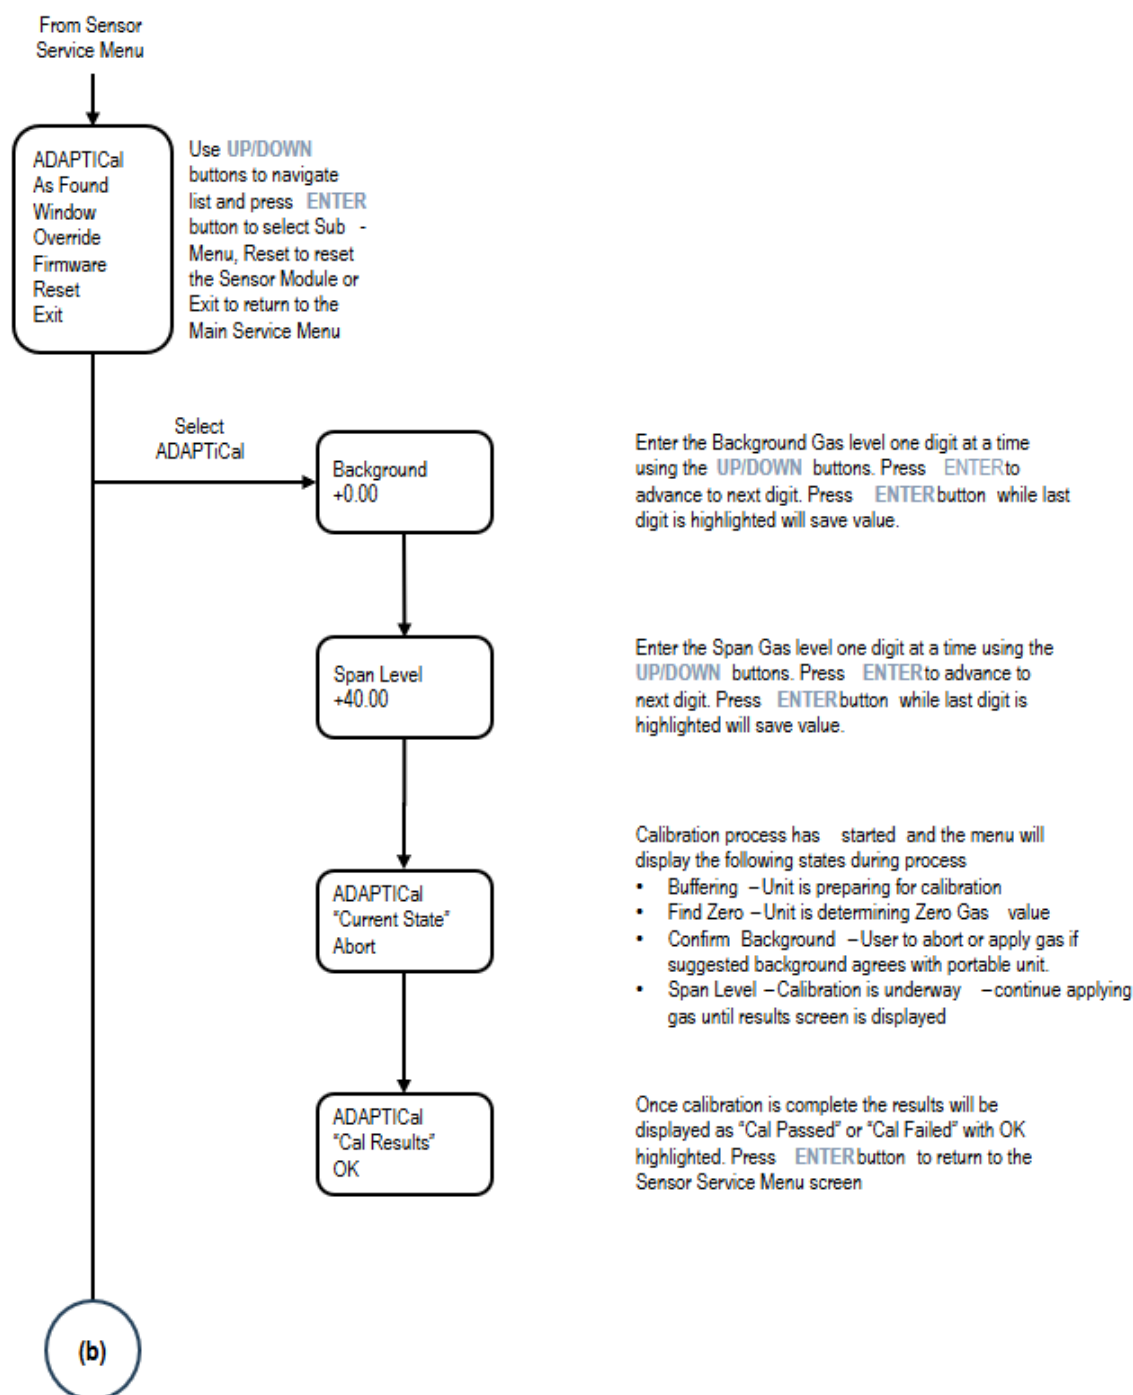 From Sensor
Service Menu
ADAPTICal
As Found
Window
Override
Firmware
Reset
Exit
Use UP/DOWN
buttons to navigate
list and press ENTER
button to select Sub -
Menu, Reset to reset
the Sensor Module or
Exit to return to the
Main Service Menu
Select
ADAPTiCal
Background
+0.00
Enter the Background Gas level one digit at a time
using the UP/DOWN buttons. Press ENTER to
advance to next digit. Press ENTER button while last
digit is highlighted will save value.
Span Level
+40.00
Enter the Span Gas level one digit at a time using the
UP/DOWN buttons. Press ENTER to advance to
next digit. Press ENTER button while last digit is
highlighted will save value.
ADAPTICal
"Current State"
Abort
Calibration process has started and the menu will
display the following states during process
• Buffering – Unit is preparing for calibration
• Find Zero – Unit is determining Zero Gas value
• Confirm Background – User to abort or apply gas if
suggested background agrees with portable unit.
• Span Level – Calibration is underway – continue applying
gas until results screen is displayed
ADAPTICal
"Cal Results"
OK
Once calibration is complete the results will be
displayed as "Cal Passed" or "Cal Failed" with OK
highlighted. Press ENTER button to return to the
Sensor Service Menu screen
(b)